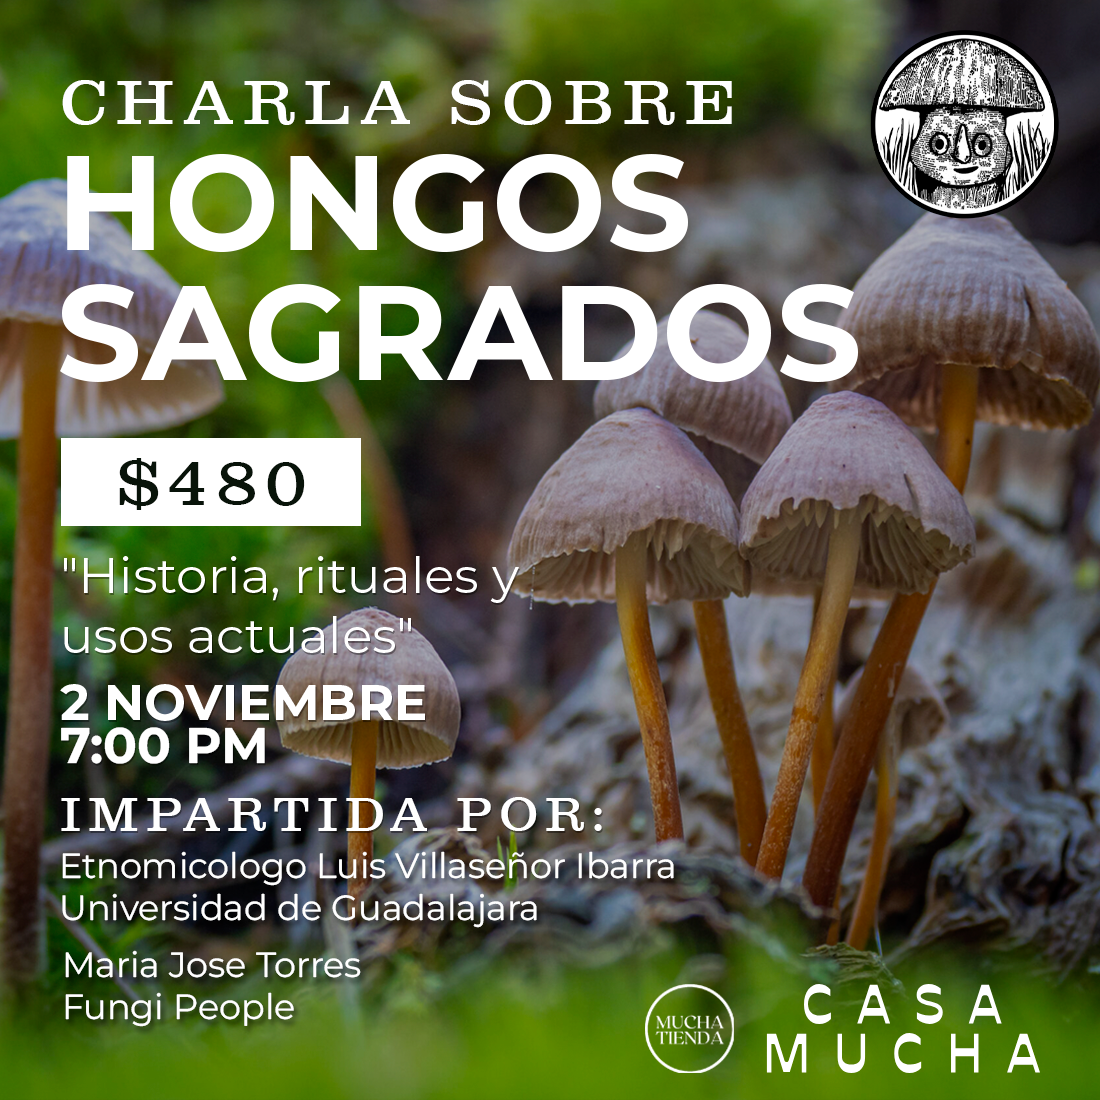 CHARLA SOBRE
HONGOS
SAGRADOS
$480
"Historia, rituales y
usos actuales"
2 NOVIEMBRE
7:00 PM
IMPARTIDA POR:
Etnomicologo Luis Villaseñor Ibarra
Universidad de Guadalajara
Maria Jose Torres
Fungi People
MUCHA
TIENDA
CASA
MUCHA